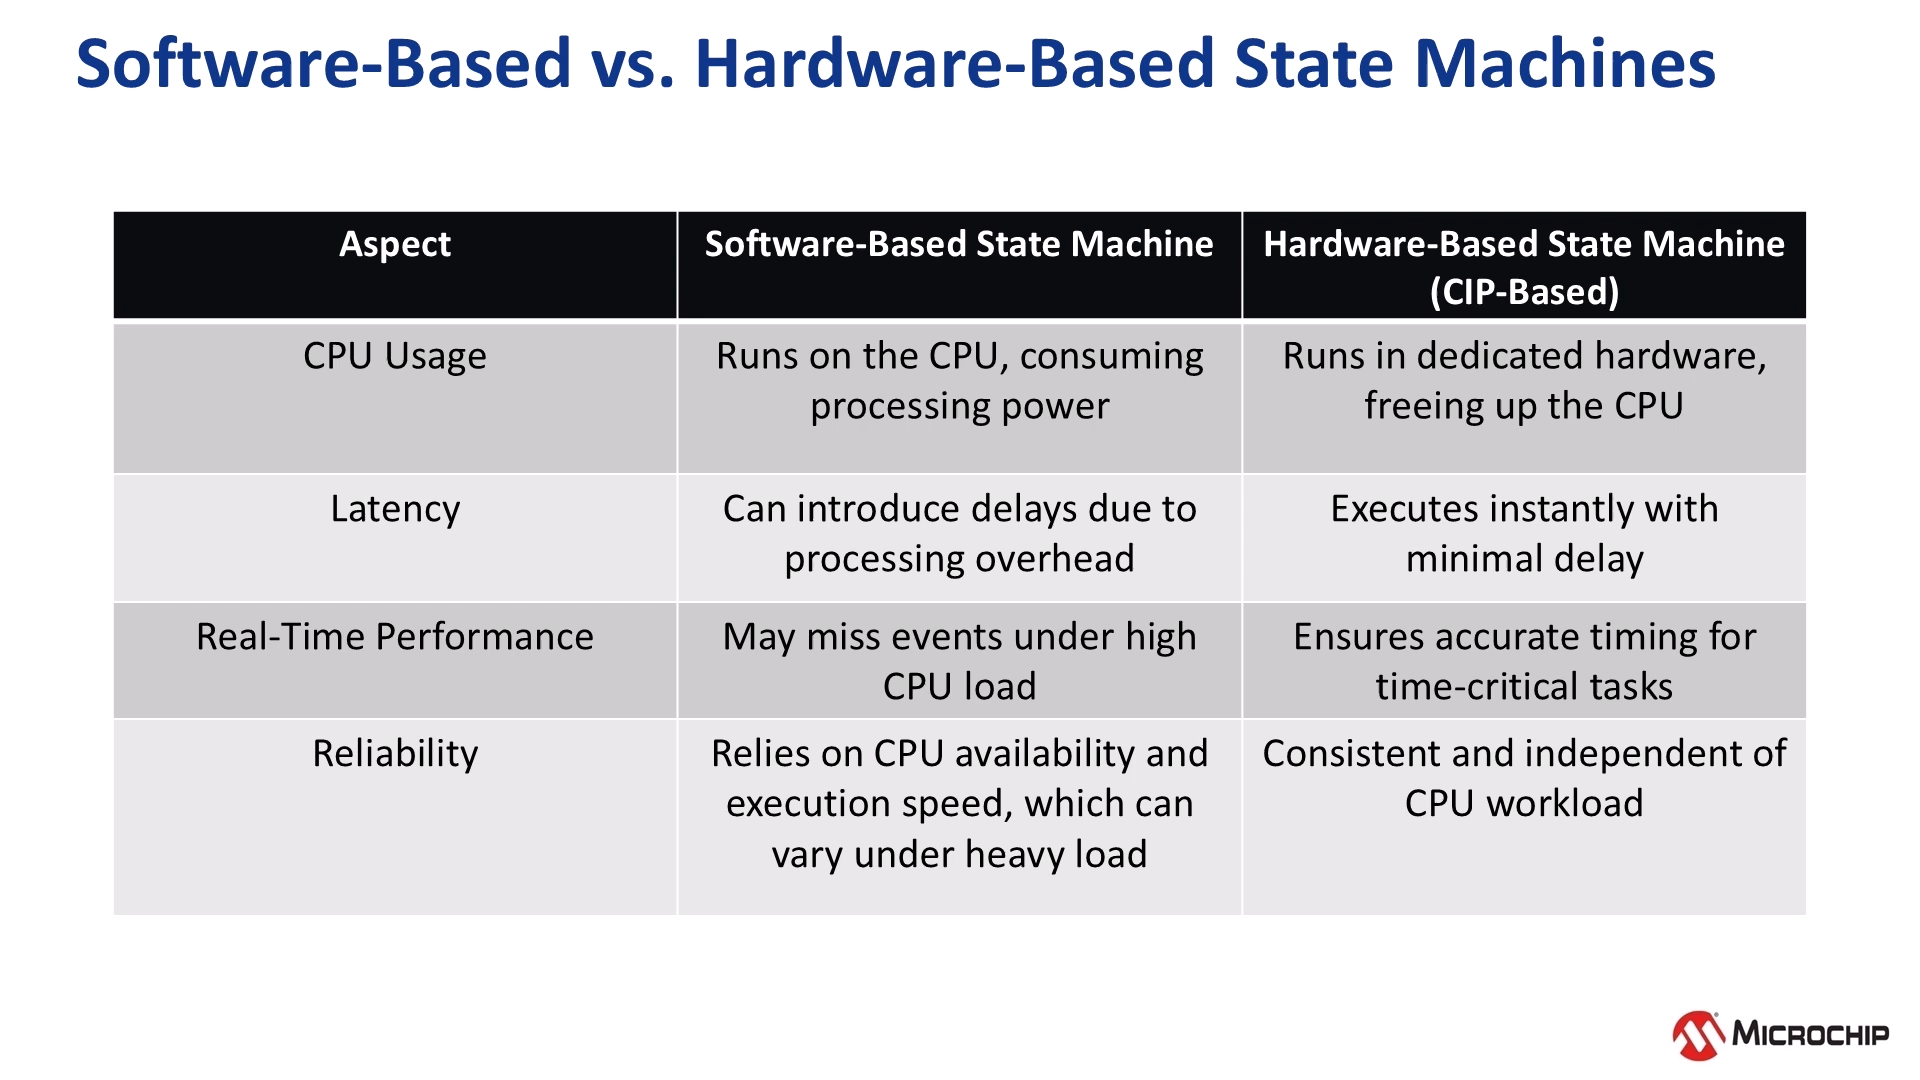 Software-Based vs. Hardware-Based State Machines
Aspect
Software-Based State Machine
Hardware-Based State Machine
(CIP-Based)
CPU Usage
Runs on the CPU, consuming
processing power
Runs in dedicated hardware,
freeing up the CPU
Latency
Can introduce delays due to
processing overhead
Executes instantly with
minimal delay
Real-Time Performance
May miss events under high
CPU load
Ensures accurate timing for
time-critical tasks
Reliability
Relies on CPU availability and
execution speed, which can
vary under heavy load
Consistent and independent of
CPU workload
MICROCHIP